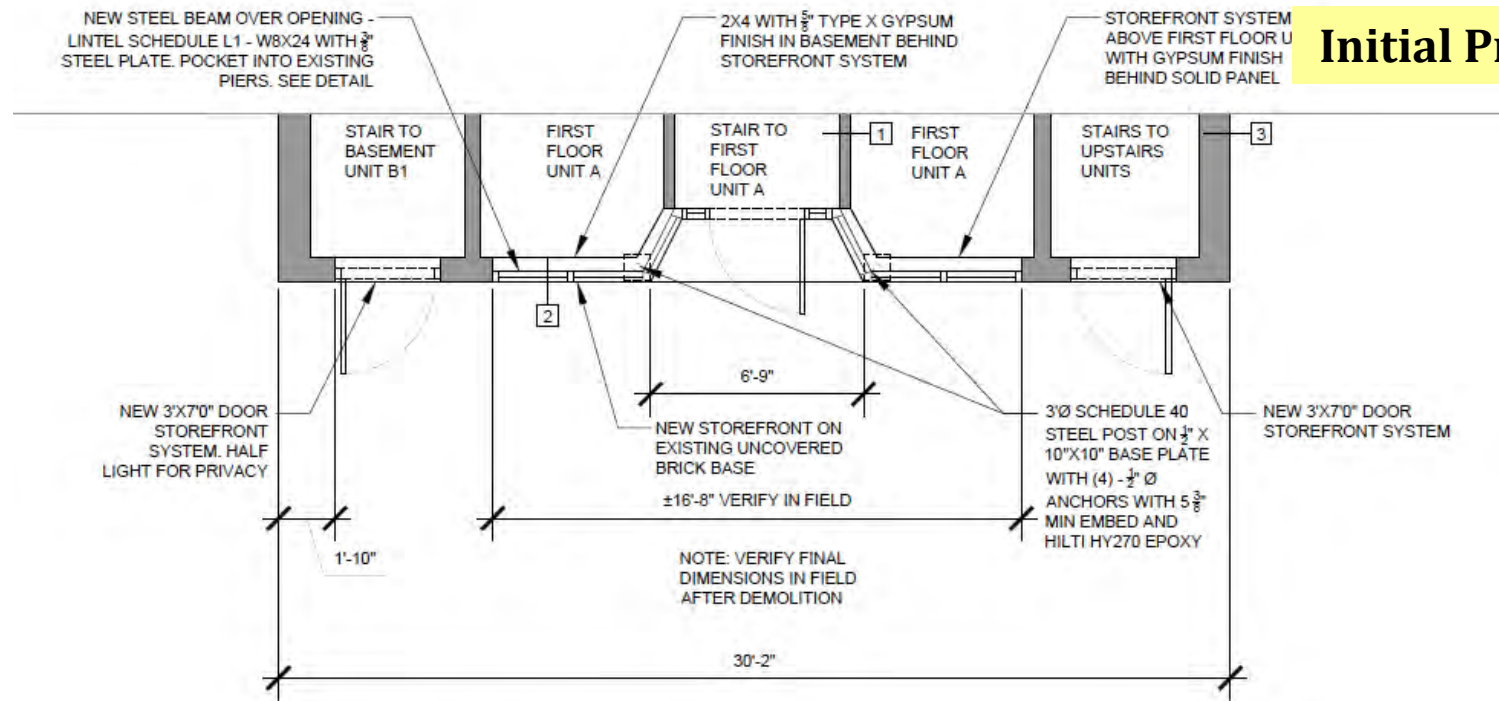 NEW STEEL BEAM OVER OPENING -
LINTEL SCHEDULE L1 - W8X24 WITH 3/8"
STEEL PLATE. POCKET INTO EXISTING
PIERS. SEE DETAIL
2X4 WITH 5/8" TYPE X GYPSUM
FINISH IN BASEMENT BEHIND
STOREFRONT SYSTEM
STOREFRONT SYSTEM
ABOVE FIRST FLOOR U
WITH GYPSUM FINISH
BEHIND SOLID PANEL
Initial Pr
STAIR TO
BASEMENT
UNIT B1
FIRST
FLOOR
UNIT A
STAIR TO
FIRST
FLOOR
UNIT A
1
FIRST
FLOOR
UNIT A
STAIRS TO
UPSTAIRS
UNITS
3
2
6'-9"
NEW 3'X7'0" DOOR
STOREFRONT
SYSTEM. HALF
LIGHT FOR PRIVACY
NEW STOREFRONT ON
EXISTING UNCOVERED
BRICK BASE
3'Ø SCHEDULE 40
STEEL POST ON 1/2" X
10"X10" BASE PLATE
WITH (4) - 1/2" Ø
ANCHORS WITH 5 3/8"
MIN EMBED AND
HILTI HY270 EPOXY
NEW 3'X7'0" DOOR
STOREFRONT SYSTEM
±16'-8" VERIFY IN FIELD
1'-10"
NOTE: VERIFY FINAL
DIMENSIONS IN FIELD
AFTER DEMOLITION
30'-2"